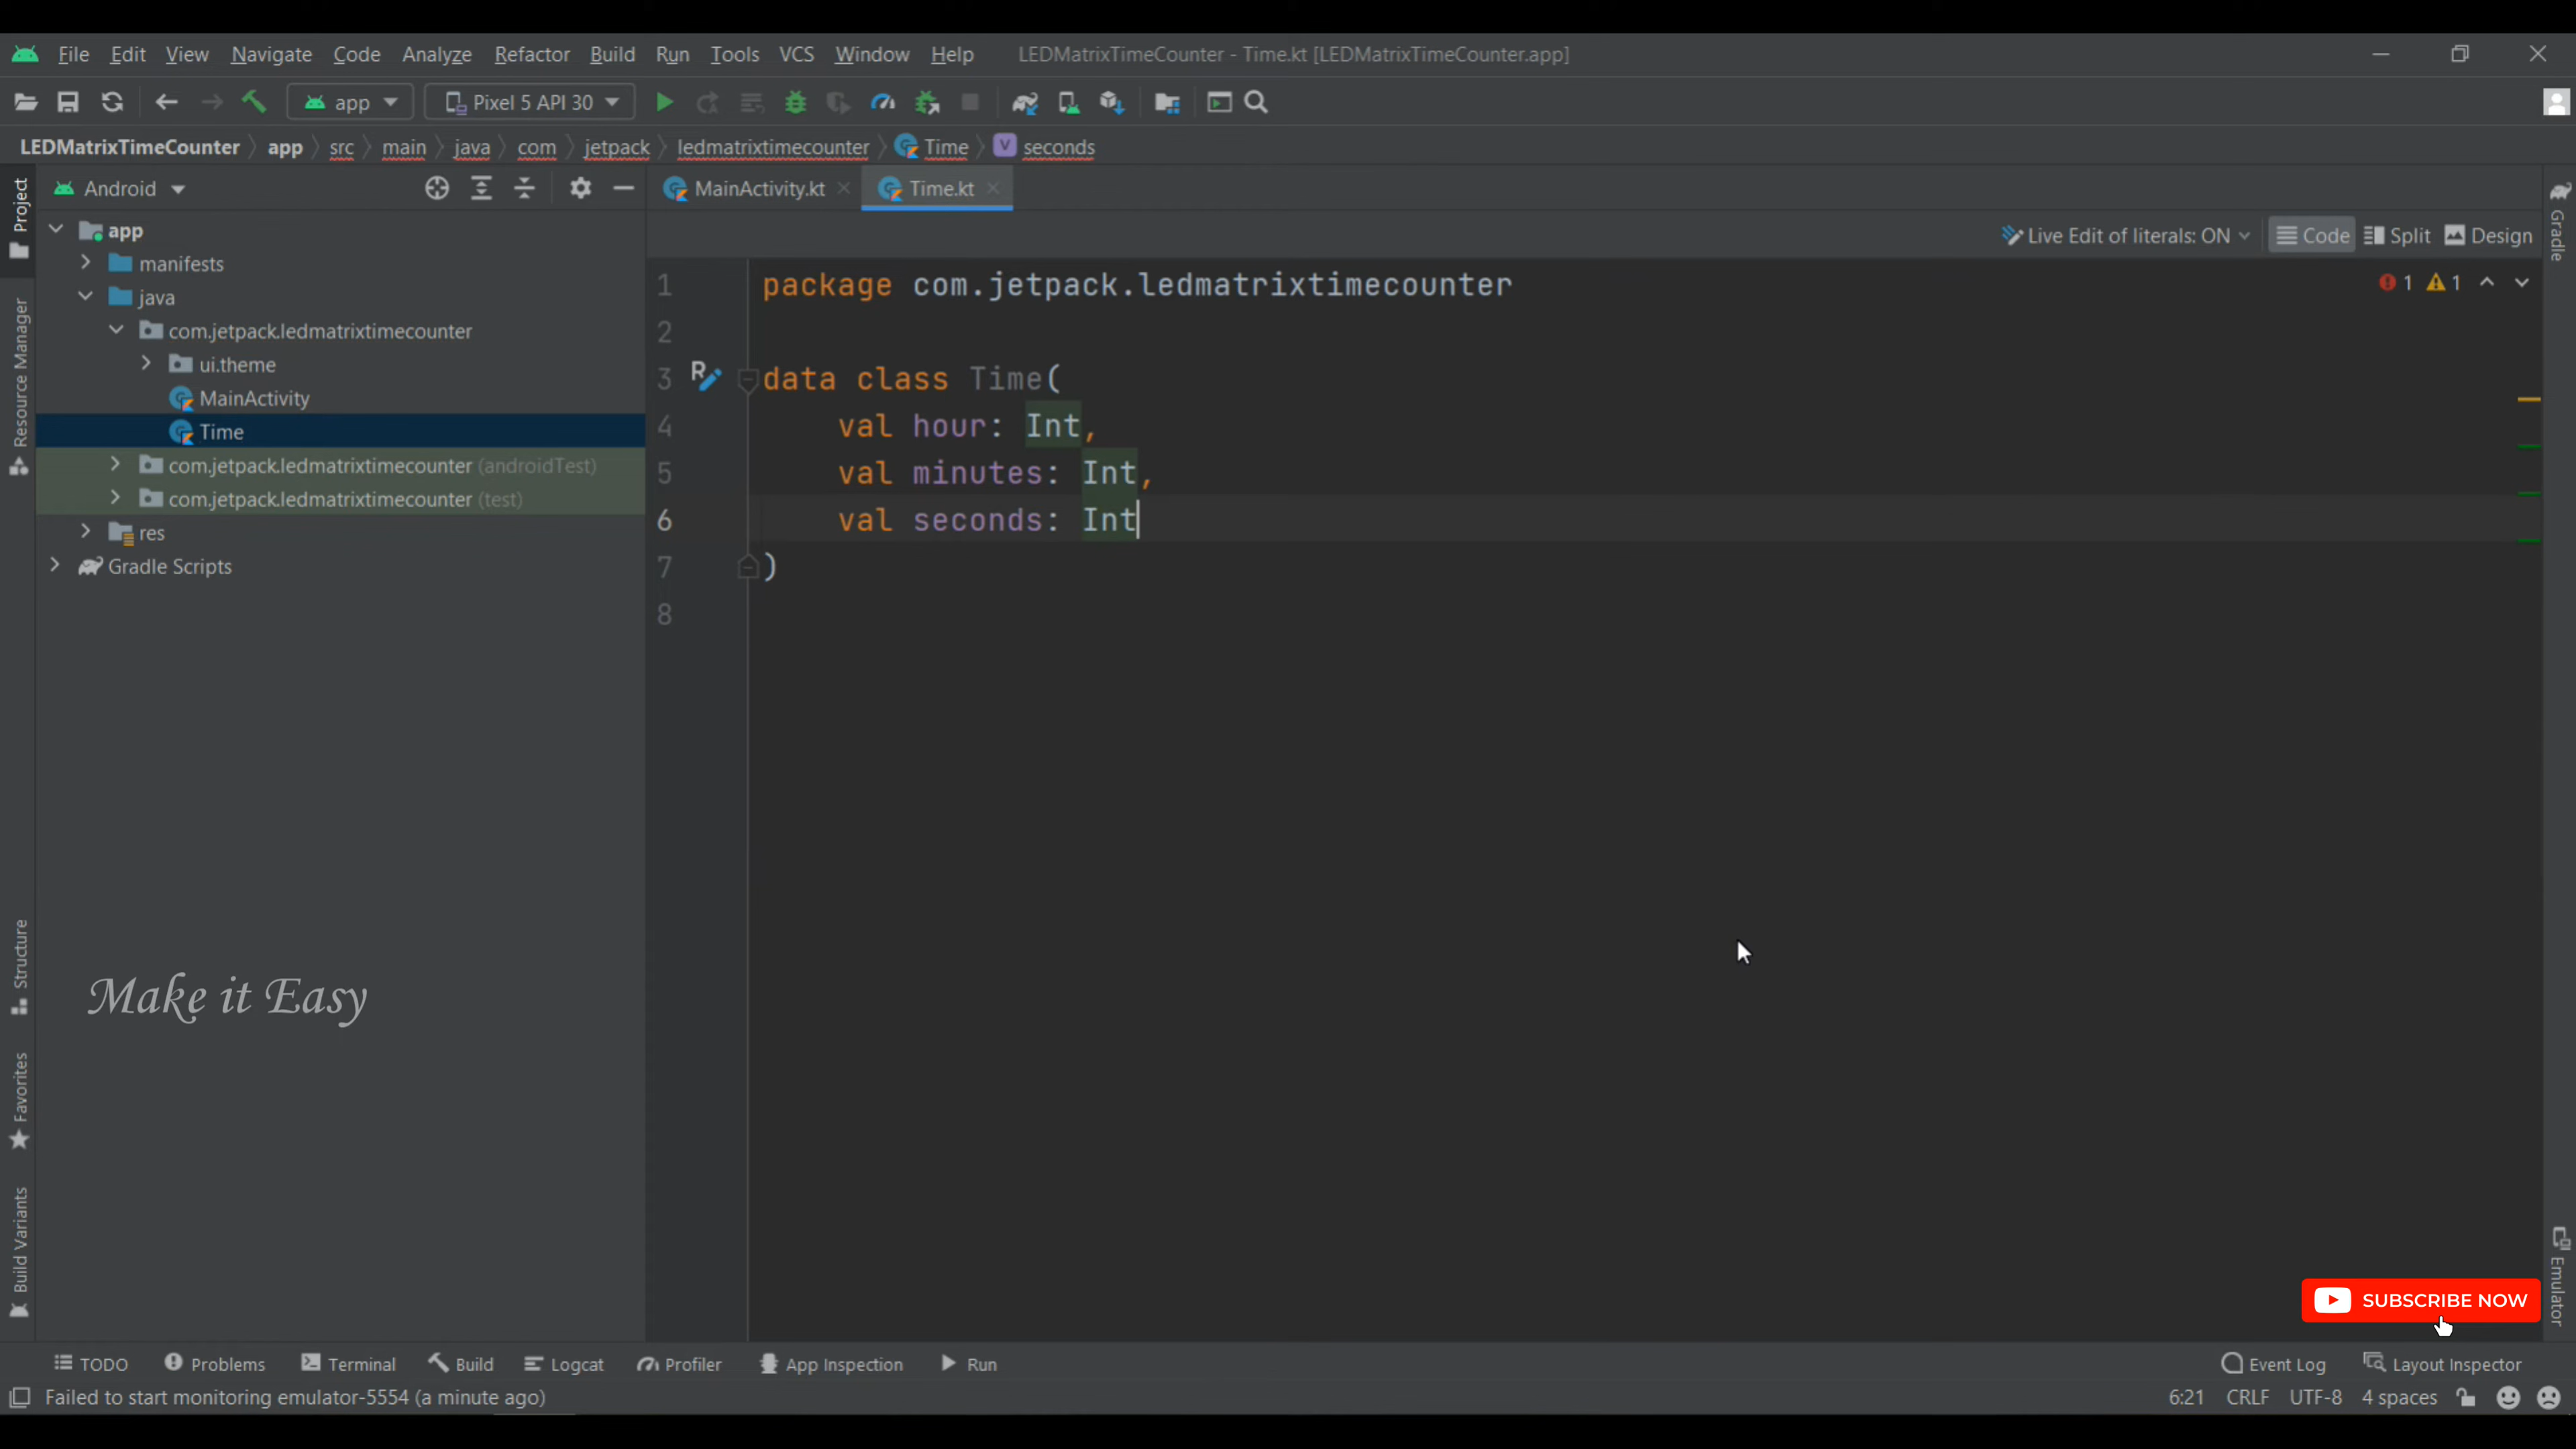 File Edit View Navigate Code Analyze Refactor Build Run Tools VCS Window Help LEDMatrixTimeCounter - Time.kt [LEDMatrixTimeCounter.app]
app Pixel 5 API 30
LEDMatrixTimeCounter app src main java com jetpack ledmatrixtimecounter Time V seconds
Project
Android
MainActivity.kt
Time.kt
Gradle
app
Live Edit of literals: ON
Code
Split
Design
manifests
java
com.jetpack.ledmatrixtimecounter
ui.theme
MainActivity
Time
com.jetpack.ledmatrixtimecounter (androidTest)
com.jetpack.ledmatrixtimecounter (test)
res
Gradle Scripts
Resource Manager
1 package com.jetpack.ledmatrixtimecounter
1 1
2
3 R data class Time(
4 val hour: Int,
5 val minutes: Int,
6 val seconds: Int
7 )
8
Structure
Make it Easy
Favorites
Build Variants
SUBSCRIBE NOW
Emulator
TODO Problems Terminal Build Logcat Profiler App Inspection Run Event Log Layout Inspector
Failed to start monitoring emulator-5554 (a minute ago) 6:21 CRLF UTF-8 4 spaces